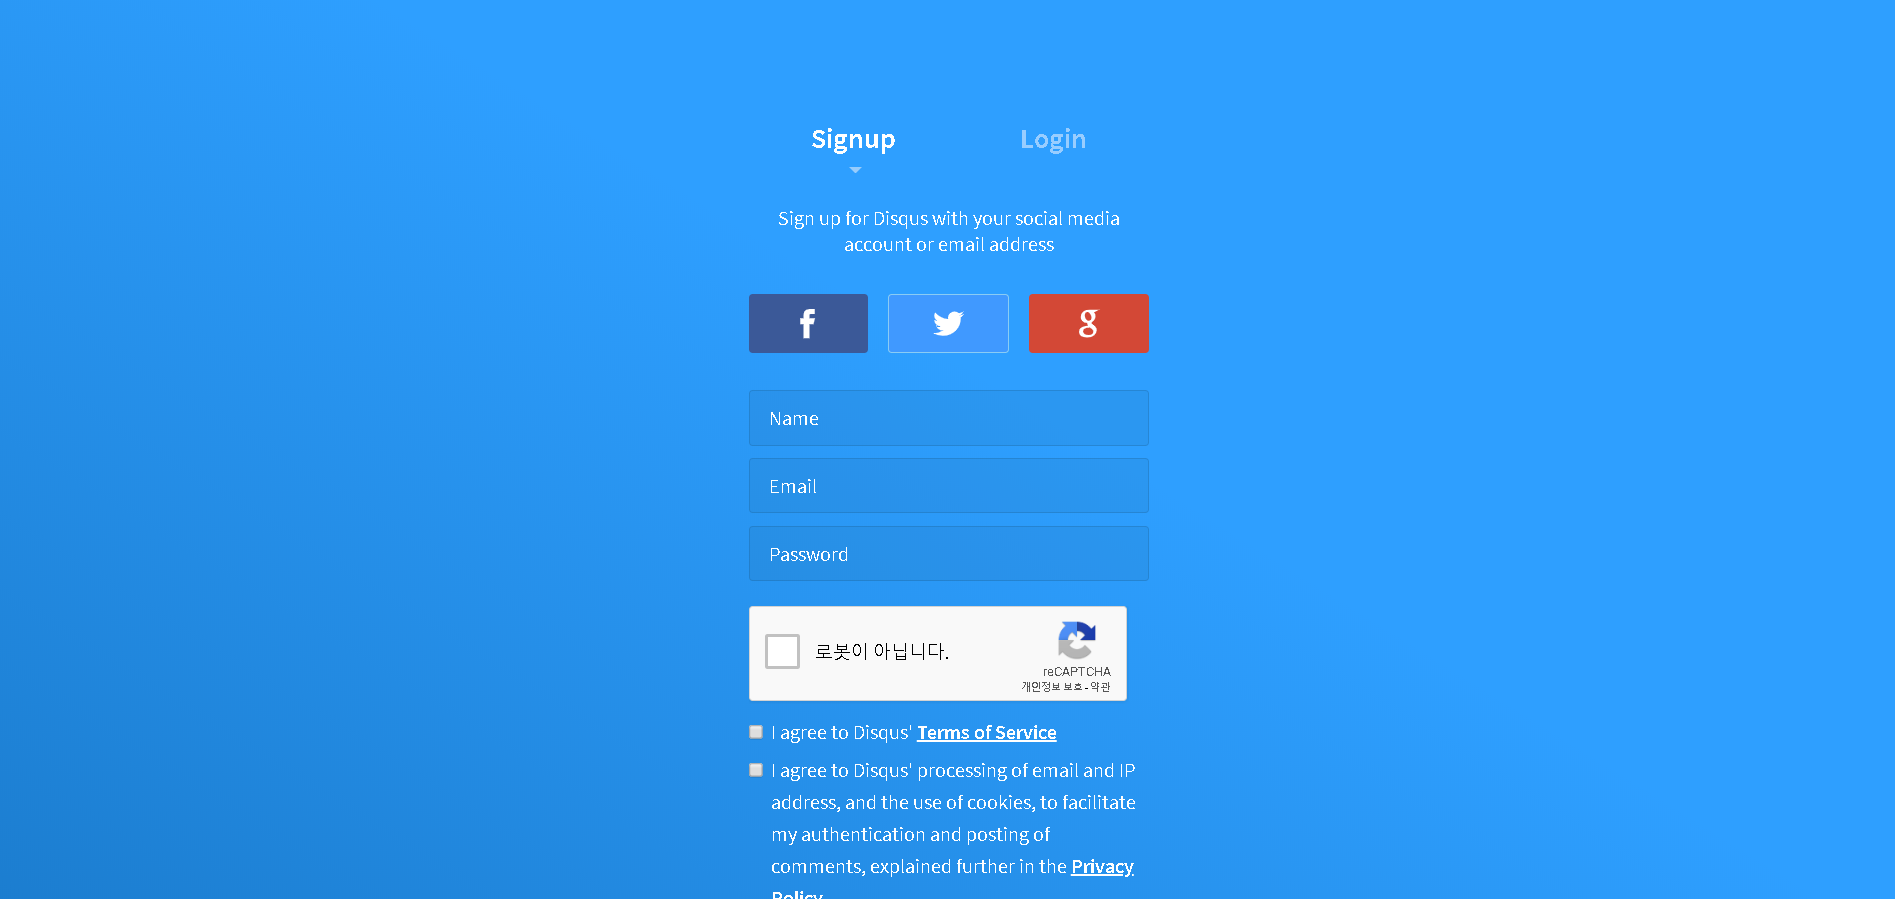 Signup
Login
Sign up for Disqus with your social media
account or email address
Name
Email
Password
로봇이 아닙니다.
reCAPTCHA
개인정보 보호 - 약관
I agree to Disqus' Terms of Service
I agree to Disqus' processing of email and IP
address, and the use of cookies, to facilitate
my authentication and posting of
comments, explained further in the Privacy
Policy